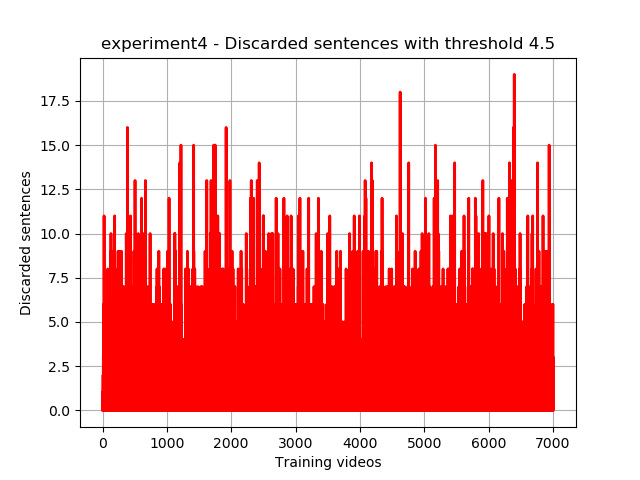 experiment4 - Discarded sentences with threshold 4.5
17.5
15.0
12.5
10.0
7.5
5.0
2.5
0.0
Discarded sentences
0 1000 2000 3000 4000 5000 6000 7000
Training videos